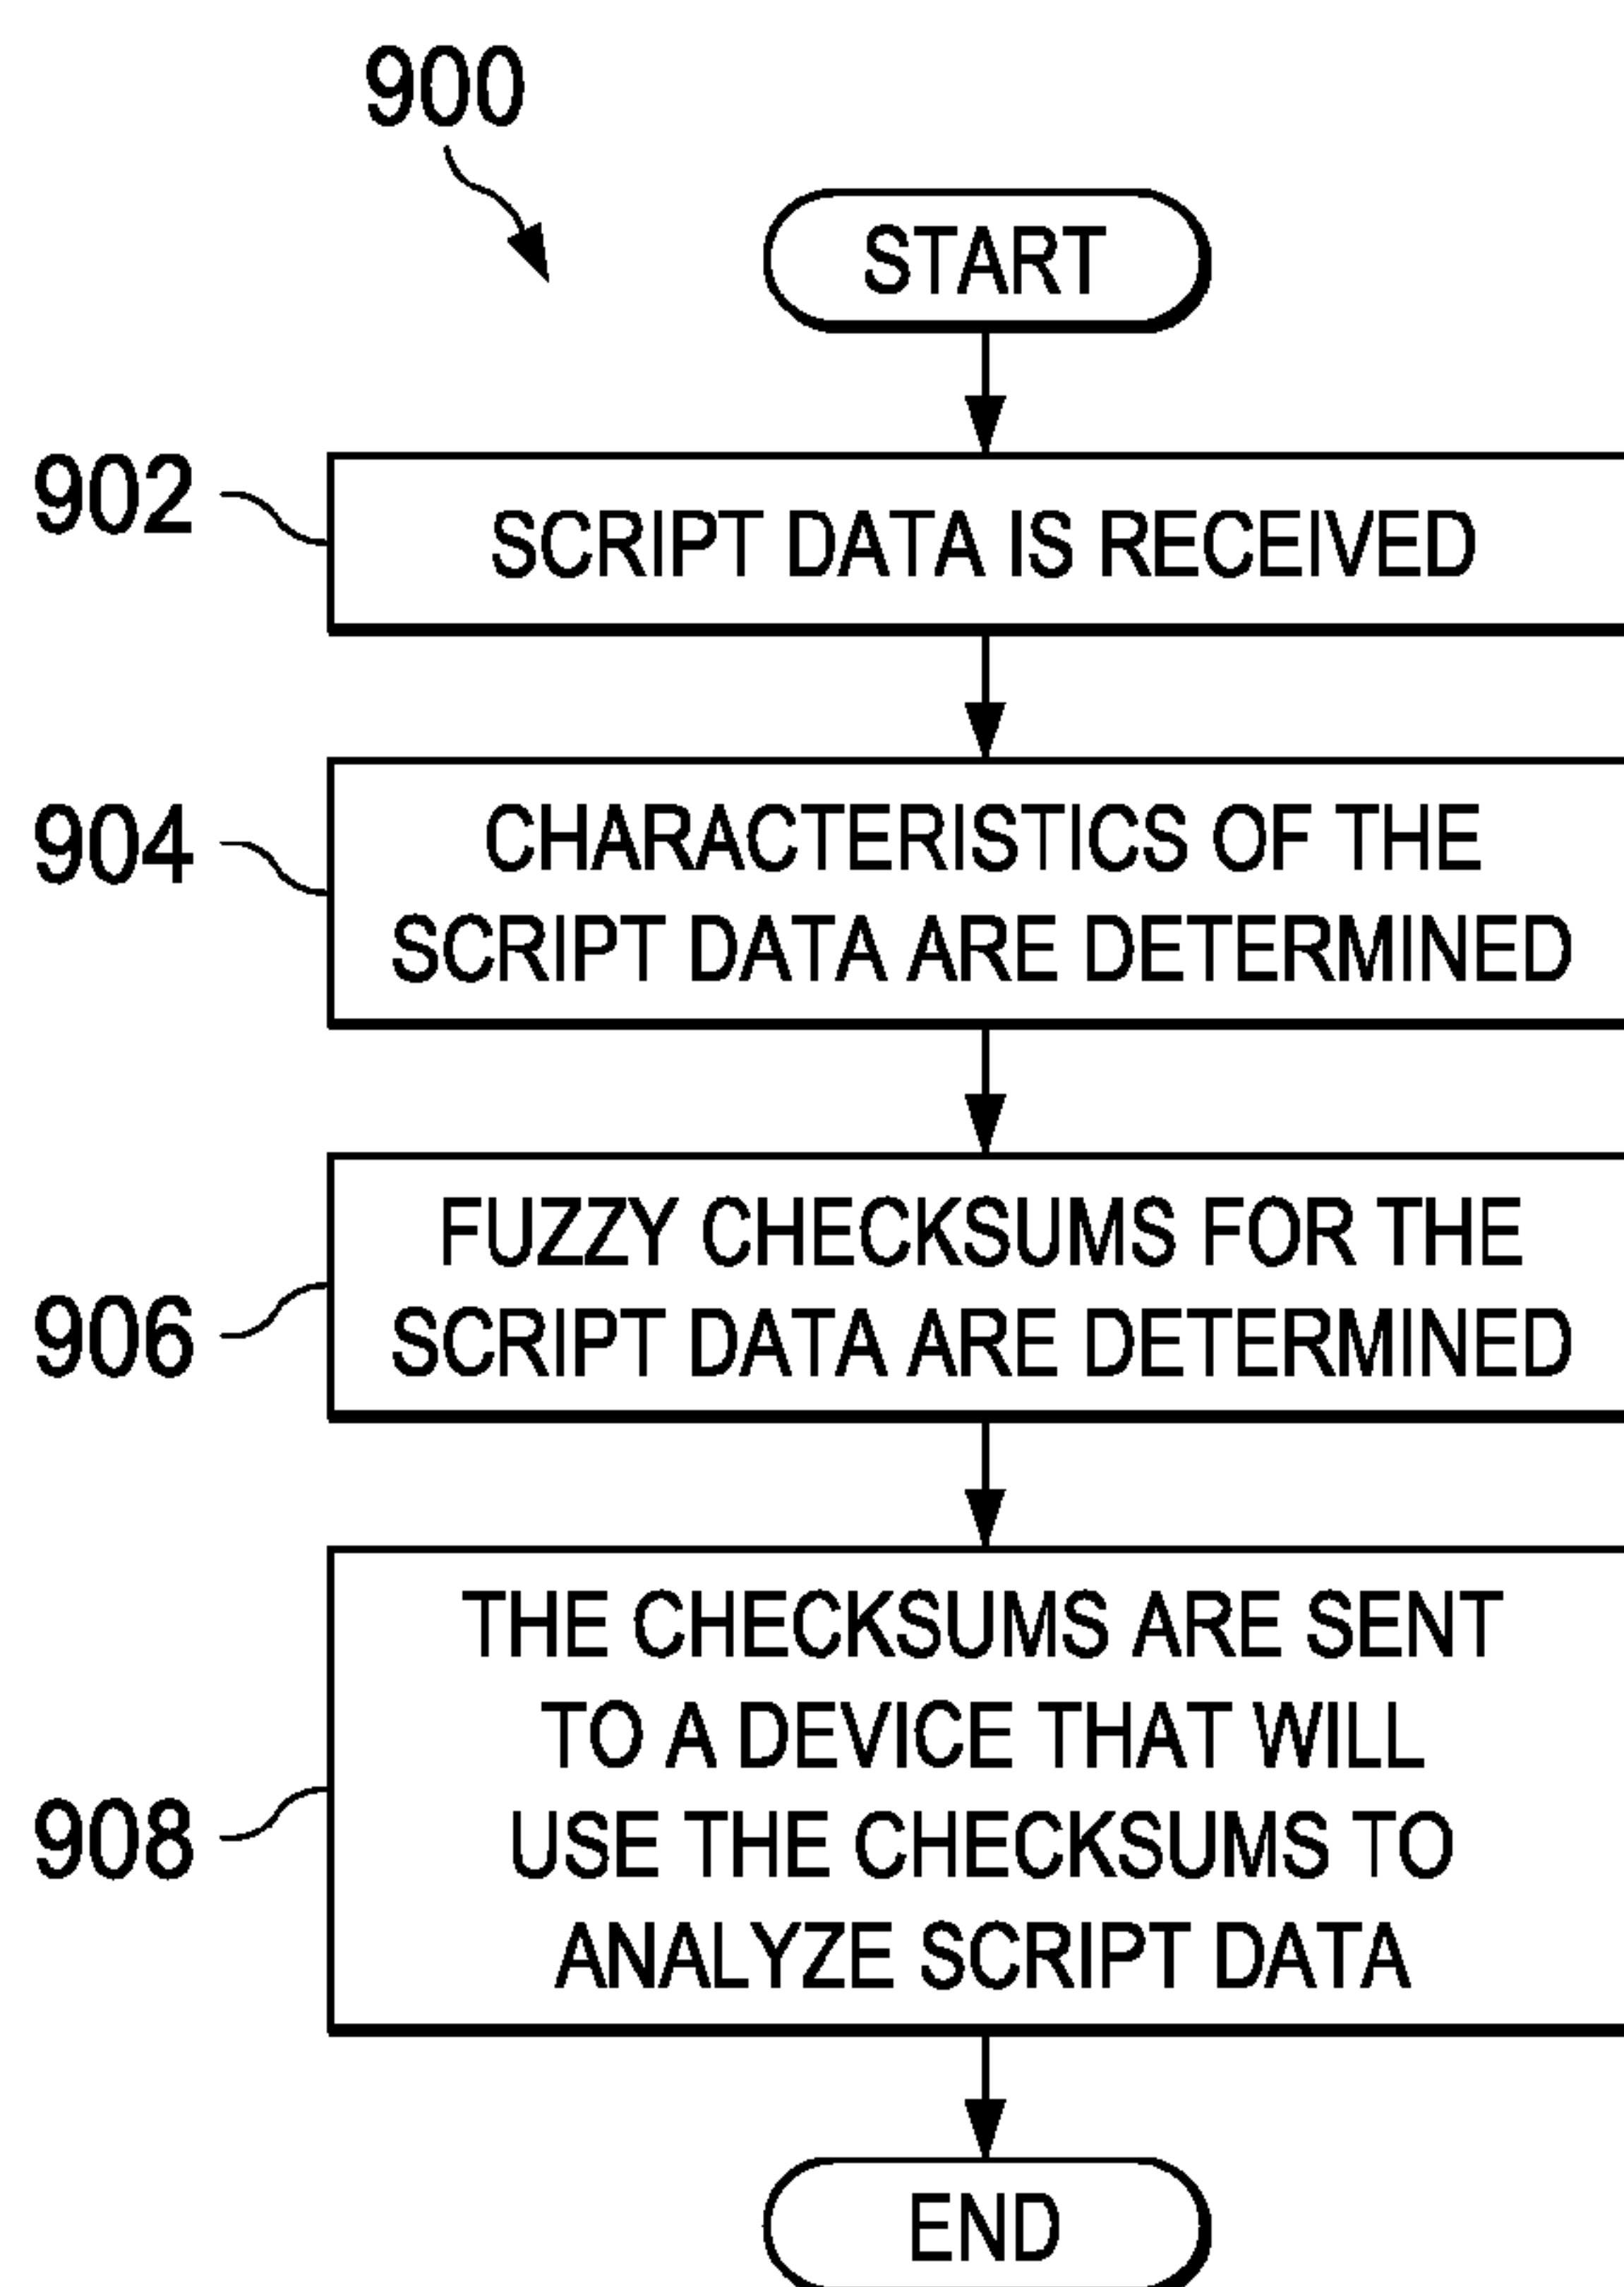 900
START
902
SCRIPT DATA IS RECEIVED
904
CHARACTERISTICS OF THE
SCRIPT DATA ARE DETERMINED
906
FUZZY CHECKSUMS FOR THE
SCRIPT DATA ARE DETERMINED
908
THE CHECKSUMS ARE SENT
TO A DEVICE THAT WILL
USE THE CHECKSUMS TO
ANALYZE SCRIPT DATA
END